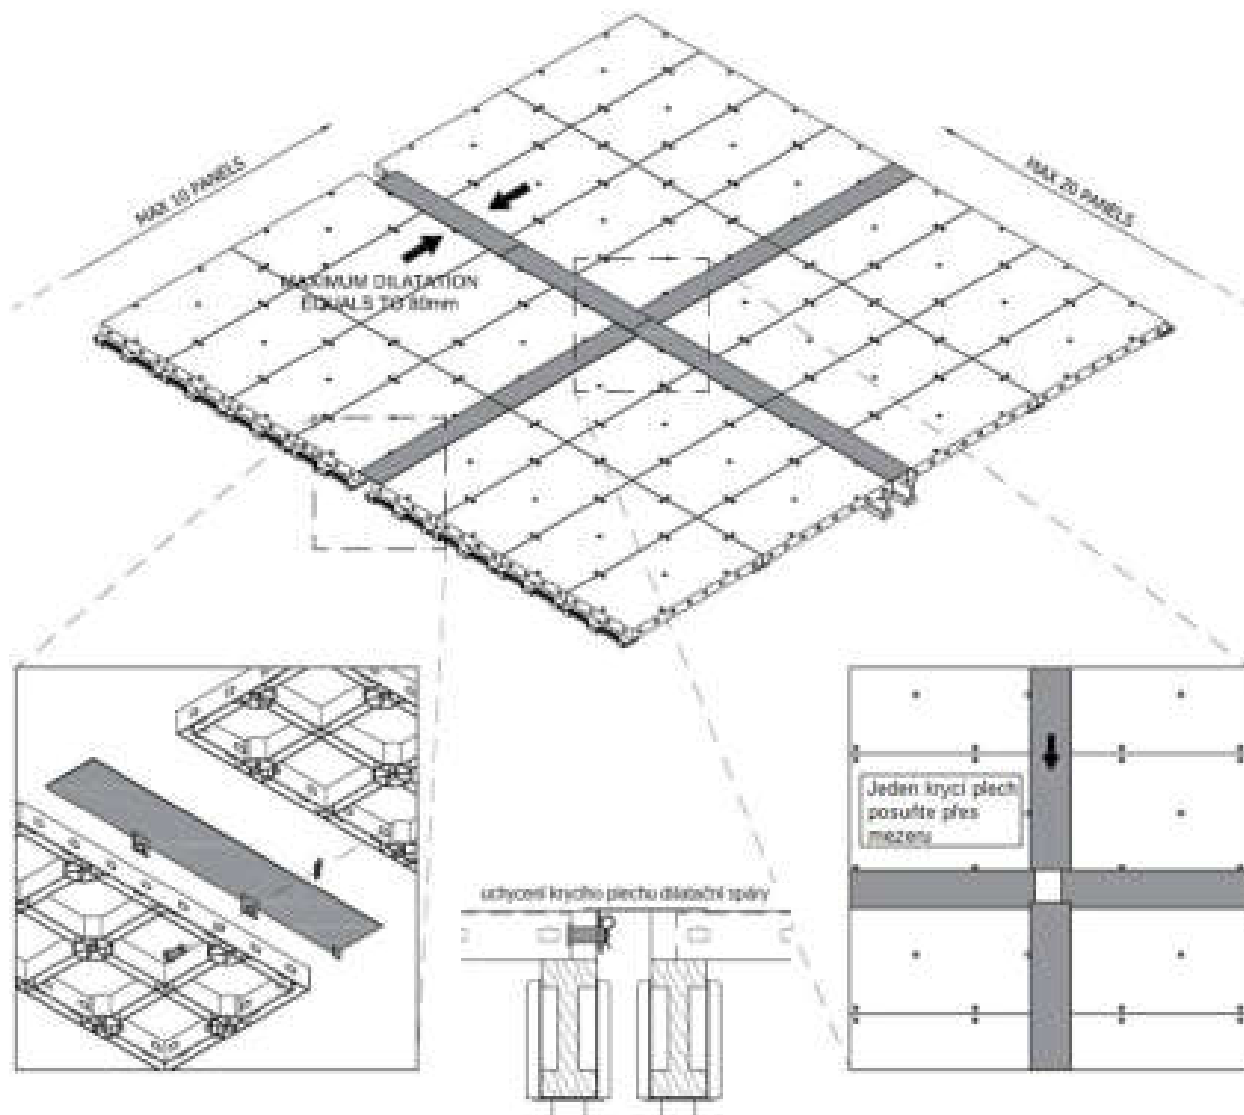 MAX 10 PANELS
MAX 20 PANELS
MAXIMUM DILATATION
EQUALS TO 80mm
Jeden krycí plech
posuňte přes
mezeru
uchycení krycího plechu dilatační spáry